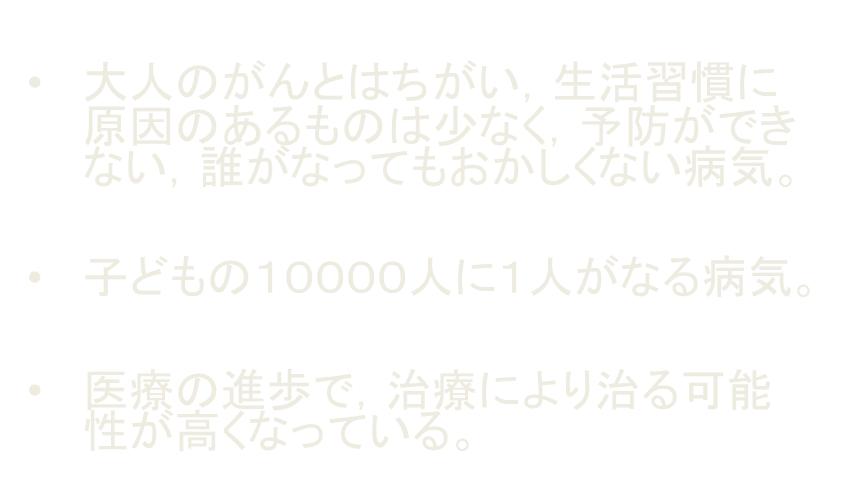 • 大人のがんとはちがい，生活習慣に
原因のあるものは少なく，予防ができ
ない，誰がなってもおかしくない病気。
• 子どもの１００００人に１人がなる病気。
• 医療の進歩で，治療により治る可能
性が高くなっている。